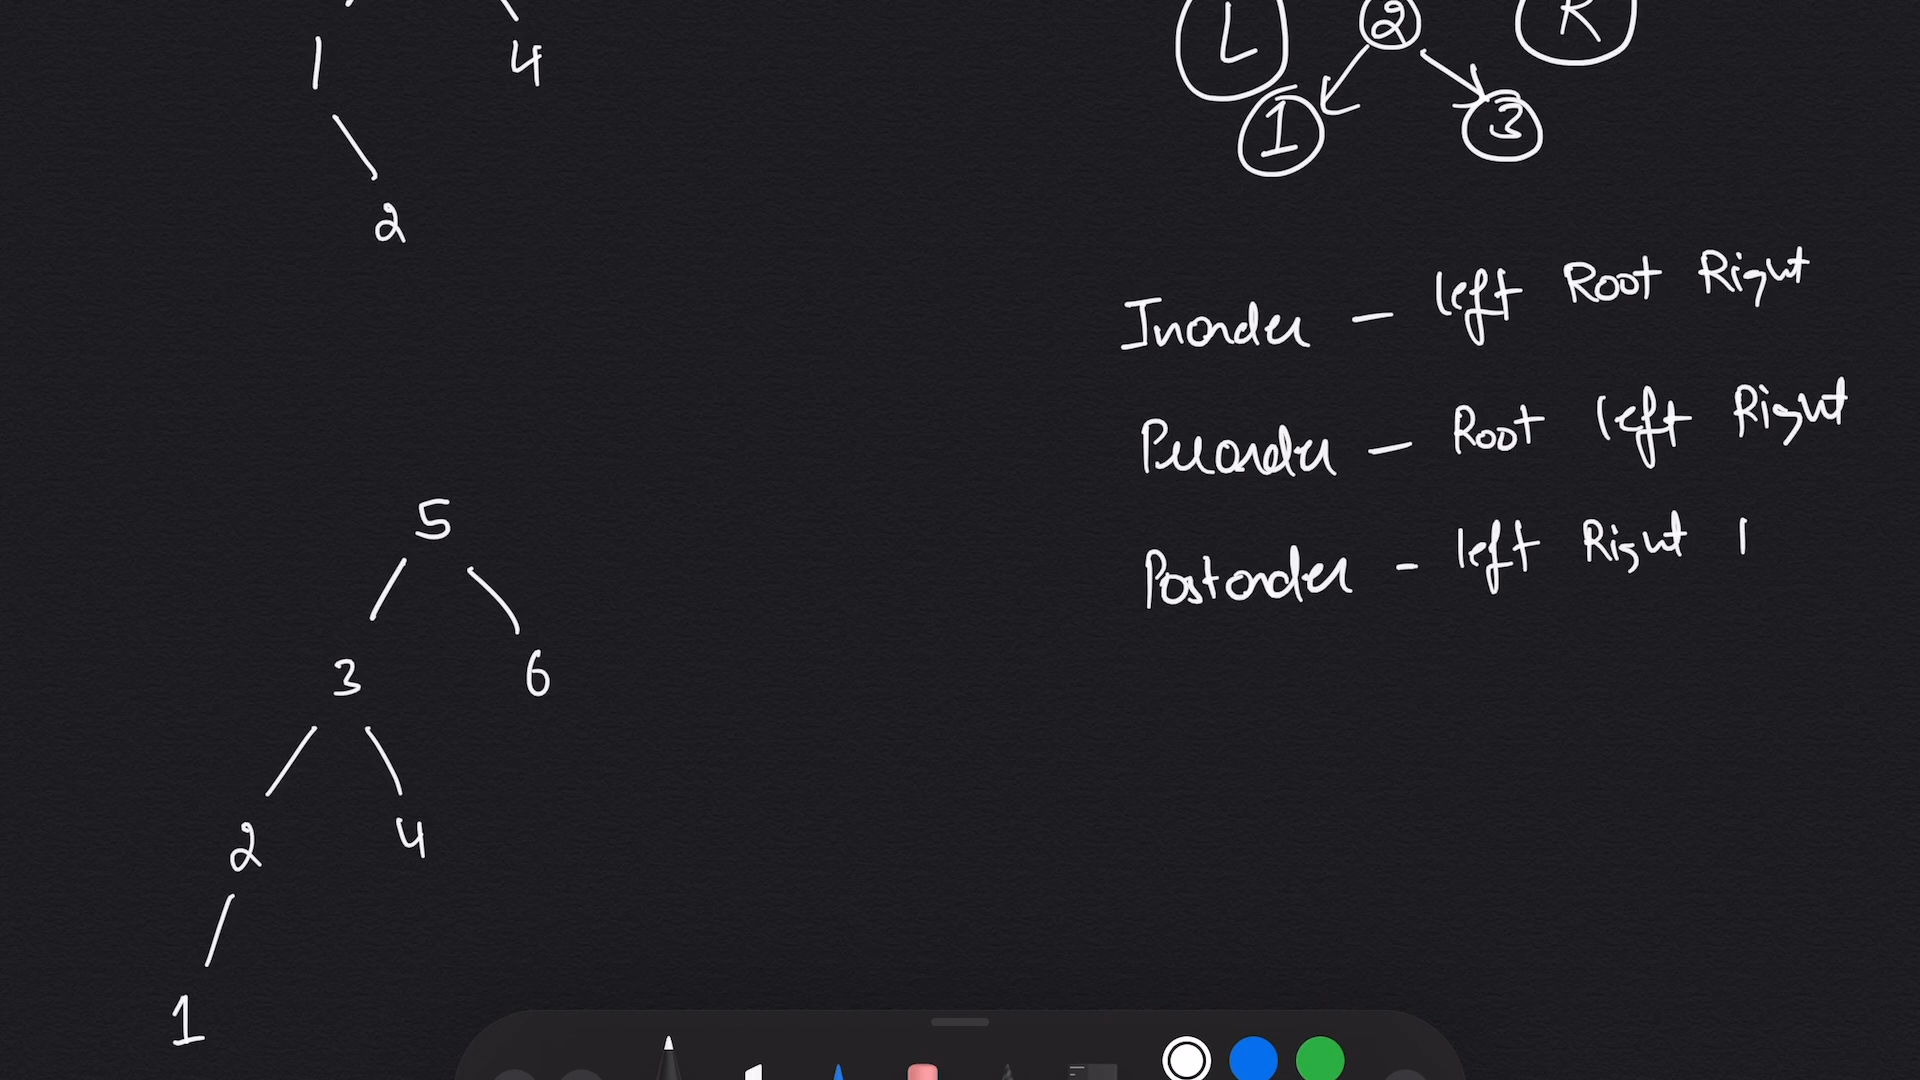 1 4
2
L 2 R
1 3
Inorder - left Root Right
Preorder - Root left Right
Postorder - left Right
5
3 6
2 4
1